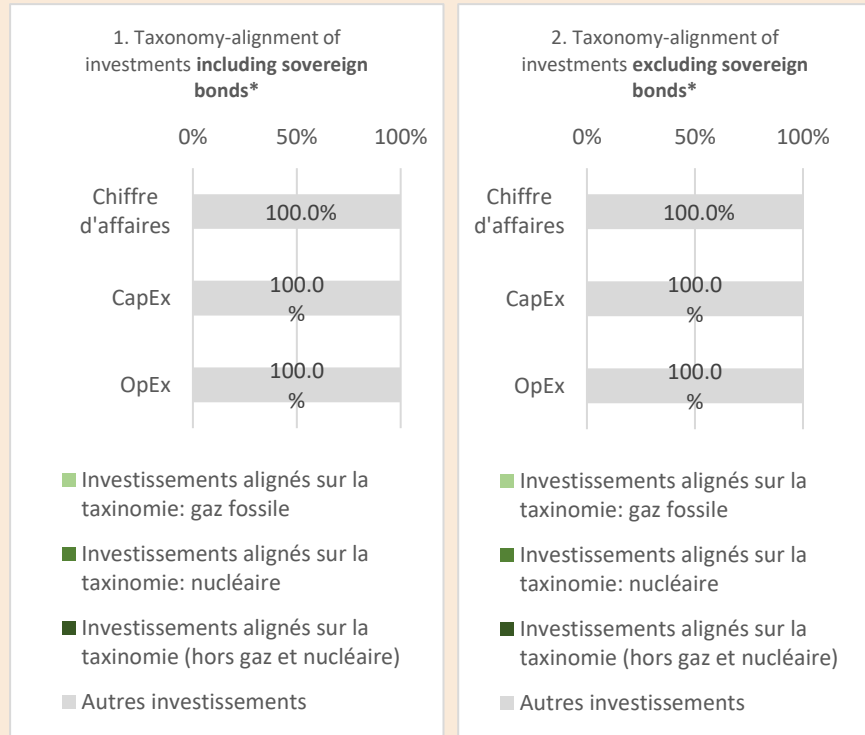 1. Taxonomy-alignment of
investments including sovereign
bonds*
0% 50% 100%
Chiffre
d'affaires
100.0%
CapEx
100.0
%
OpEx
100.0
%
Investissements alignés sur la
taxinomie: gaz fossile
Investissements alignés sur la
taxinomie: nucléaire
Investissements alignés sur la
taxinomie (hors gaz et nucléaire)
Autres investissements
2. Taxonomy-alignment of
investments excluding sovereign
bonds*
0% 50% 100%
Chiffre
d'affaires
100.0%
CapEx
100.0
%
OpEx
100.0
%
Investissements alignés sur la
taxinomie: gaz fossile
Investissements alignés sur la
taxinomie: nucléaire
Investissements alignés sur la
taxinomie (hors gaz et nucléaire)
Autres investissements